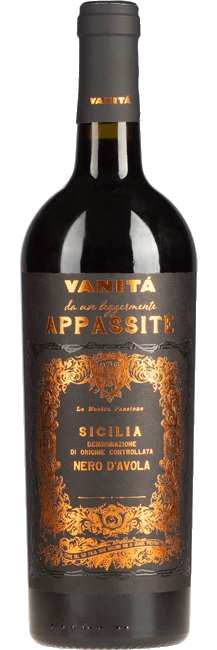 VANITÁ
VANITÁ
da uve leggermente
APPASSITE
La Nostra Passione
SICILIA
DENOMINAZIONE
DI ORIGINE CONTROLLATA
NERO D'AVOLA